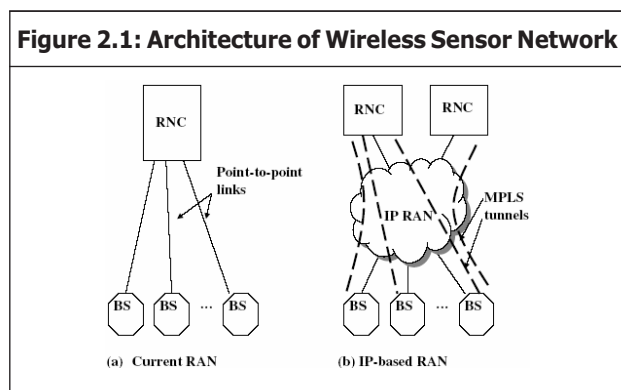 Figure 2.1: Architecture of Wireless Sensor Network
RNC
Point-to-point
links
BS BS ... BS
(a) Current RAN
RNC RNC
IP RAN
MPLS
tunnels
BS BS ... BS
(b) IP-based RAN